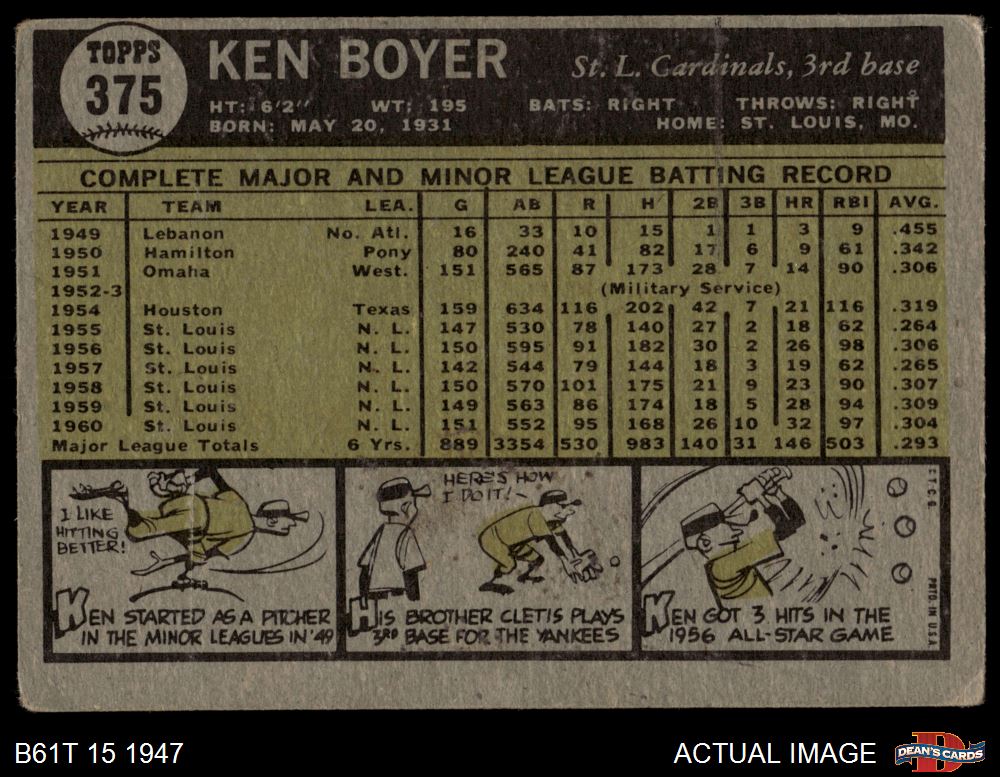 TOPPS
375
KEN BOYER
St. L. Cardinals, 3rd base
HT: 6'2" WT: 195 BATS: RIGHT THROWS: RIGHT
BORN: MAY 20, 1931 HOME: ST. LOUIS, MO.
COMPLETE MAJOR AND MINOR LEAGUE BATTING RECORD
YEAR TEAM LEA. G AB R H 2B 3B HR RBI AVG.
1949 Lebanon No. Atl. 16 33 10 15 1 1 3 9 .455
1950 Hamilton Pony 80 240 41 82 17 6 9 61 .342
1951 Omaha West. 151 565 87 173 28 7 14 90 .306
1952-3 (Military Service)
1954 Houston Texas 159 634 116 202 42 7 21 116 .319
1955 St. Louis N. L. 147 530 78 140 27 2 18 62 .264
1956 St. Louis N. L. 150 595 91 182 30 2 26 98 .306
1957 St. Louis N. L. 142 544 79 144 18 3 19 62 .265
1958 St. Louis N. L. 150 570 101 175 21 9 23 90 .307
1959 St. Louis N. L. 149 563 86 174 18 5 28 94 .309
1960 St. Louis N. L. 151 552 95 168 26 10 32 97 .304
Major League Totals 6 Yrs. 889 3354 530 983 140 31 146 503 .293
I LIKE
HITTING
BETTER!
KEN STARTED AS A PITCHER
IN THE MINOR LEAGUES IN '49
HERE'S HOW
I DO IT!-
HIS BROTHER CLETIS PLAYS
3RD BASE FOR THE YANKEES
KEN GOT 3 HITS IN THE
1956 ALL-STAR GAME
©T.C.G.
PRTD. IN U.S.A.
B61T 15 1947
ACTUAL IMAGE
DEAN'S CARDS